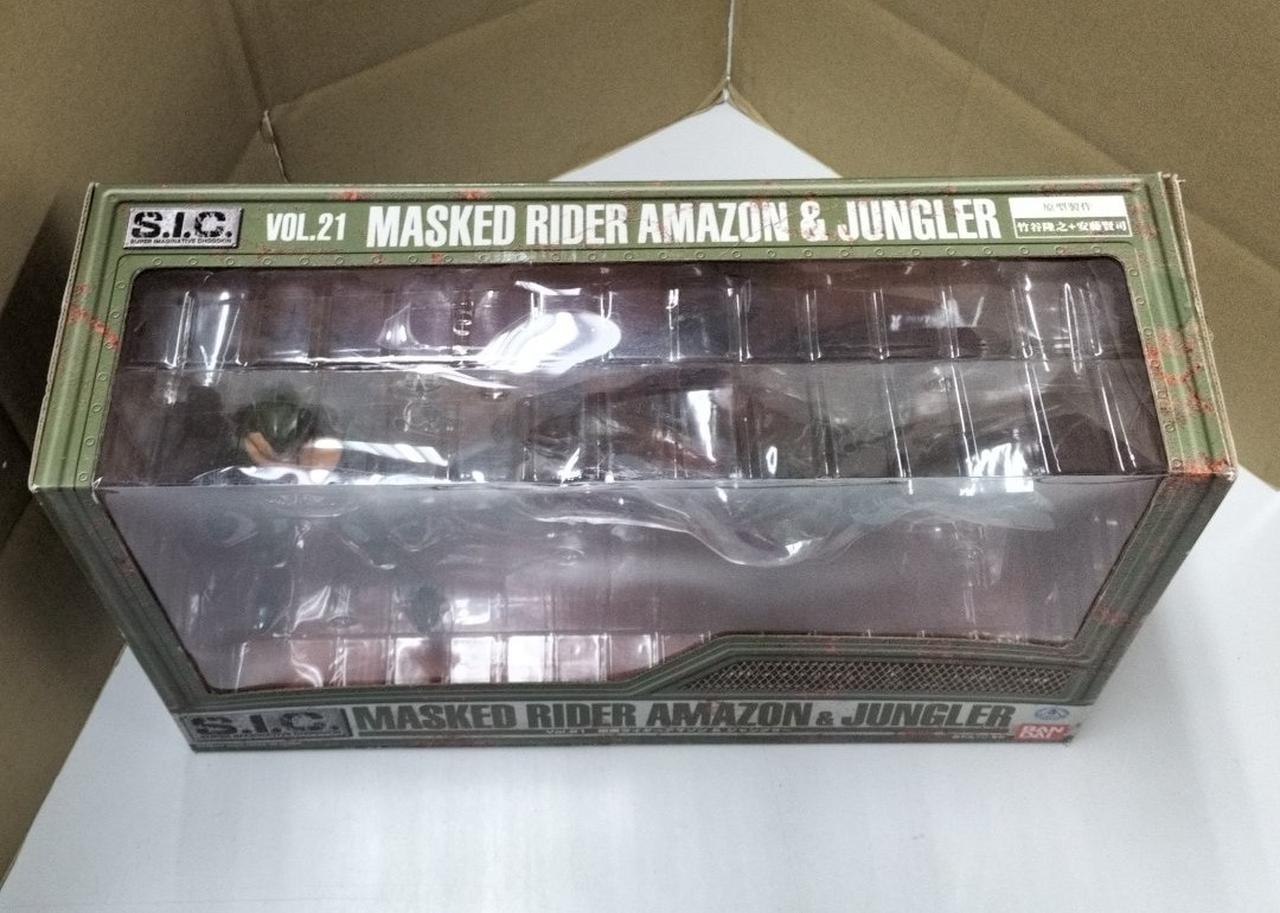 S.I.C.
SUPER IMAGINATIVE CHOGOKIN
VOL.21
MASKED RIDER AMAZON & JUNGLER
原型製作
竹谷隆之+安藤賢司
S.I.C.
MASKED RIDER AMAZON & JUNGLER
BANDAI